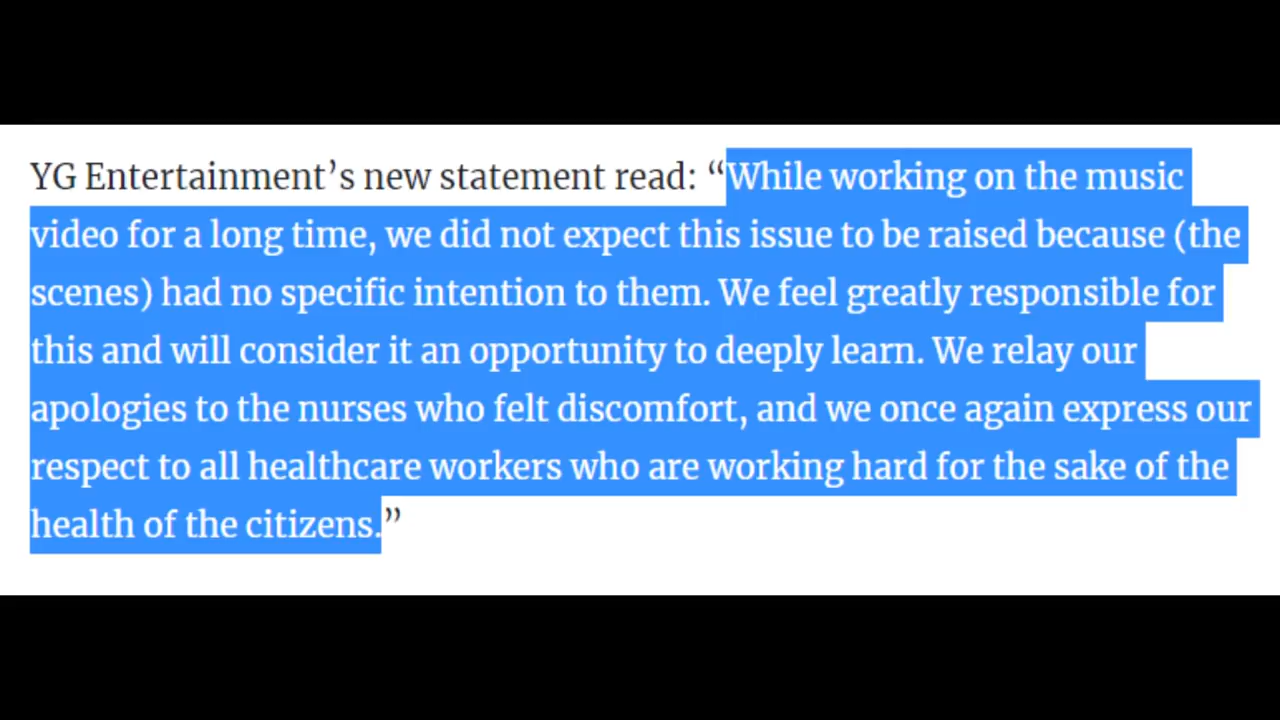 YG Entertainment’s new statement read: “While working on the music
video for a long time, we did not expect this issue to be raised because (the
scenes) had no specific intention to them. We feel greatly responsible for
this and will consider it an opportunity to deeply learn. We relay our
apologies to the nurses who felt discomfort, and we once again express our
respect to all healthcare workers who are working hard for the sake of the
health of the citizens.”